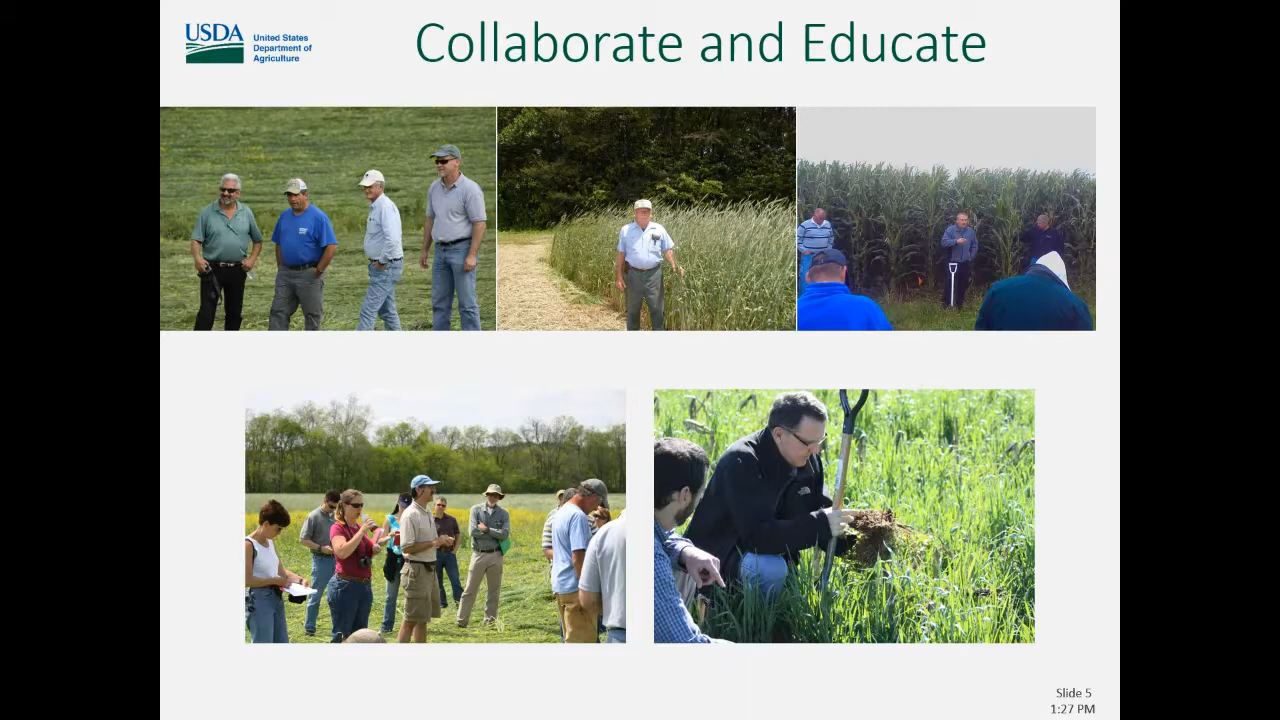 USDA
United States
Department of
Agriculture
Collaborate and Educate
Slide 5
1:27 PM